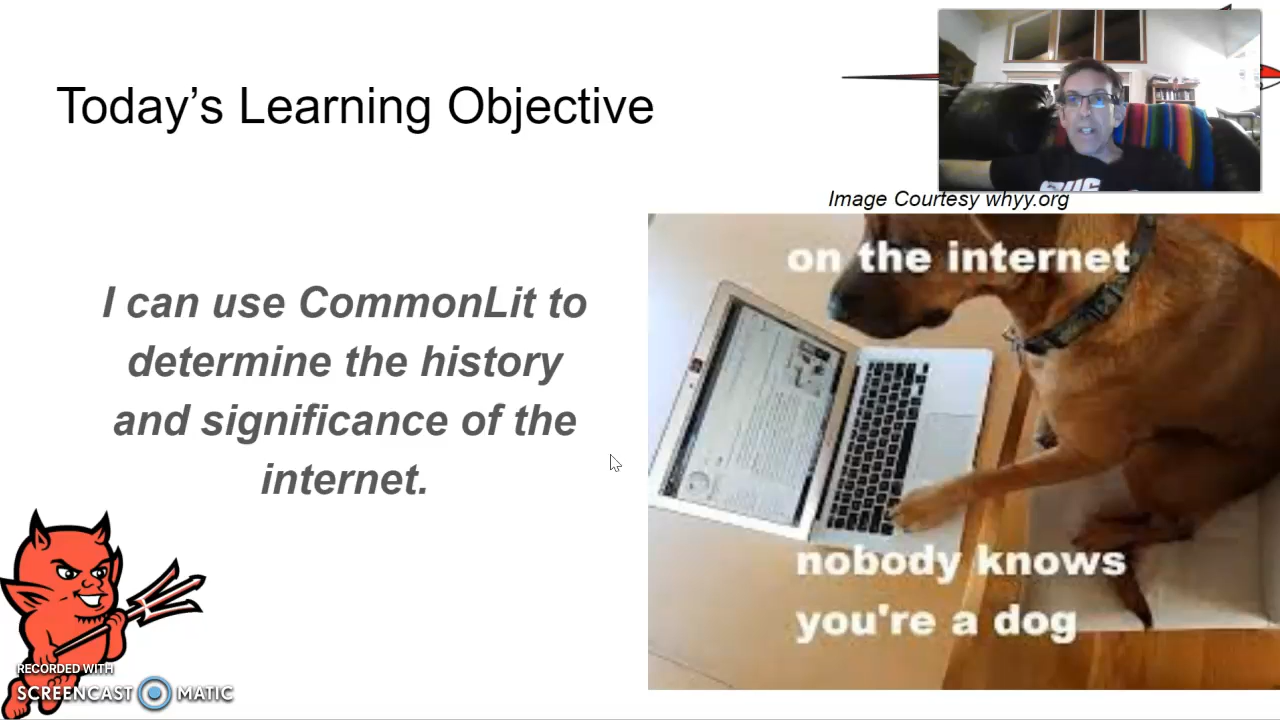 Today's Learning Objective
Image Courtesy whyy.org
on the internet
I can use CommonLit to
determine the history
and significance of the
internet.
nobody knows
you're a dog
RECORDED WITH
SCREENCAST MATIC